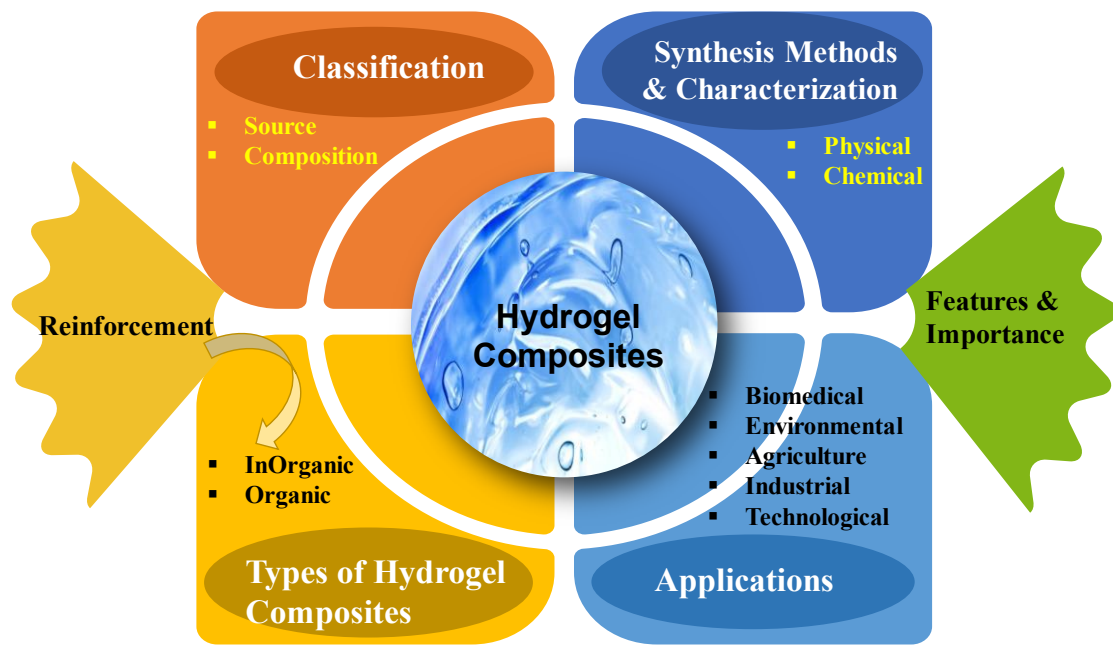 Classification
▪ Source
▪ Composition
Synthesis Methods
& Characterization
▪ Physical
▪ Chemical
Reinforcement
Hydrogel
Composites
Features &
Importance
▪ InOrganic
▪ Organic
Types of Hydrogel
Composites
▪ Biomedical
▪ Environmental
▪ Agriculture
▪ Industrial
▪ Technological
Applications